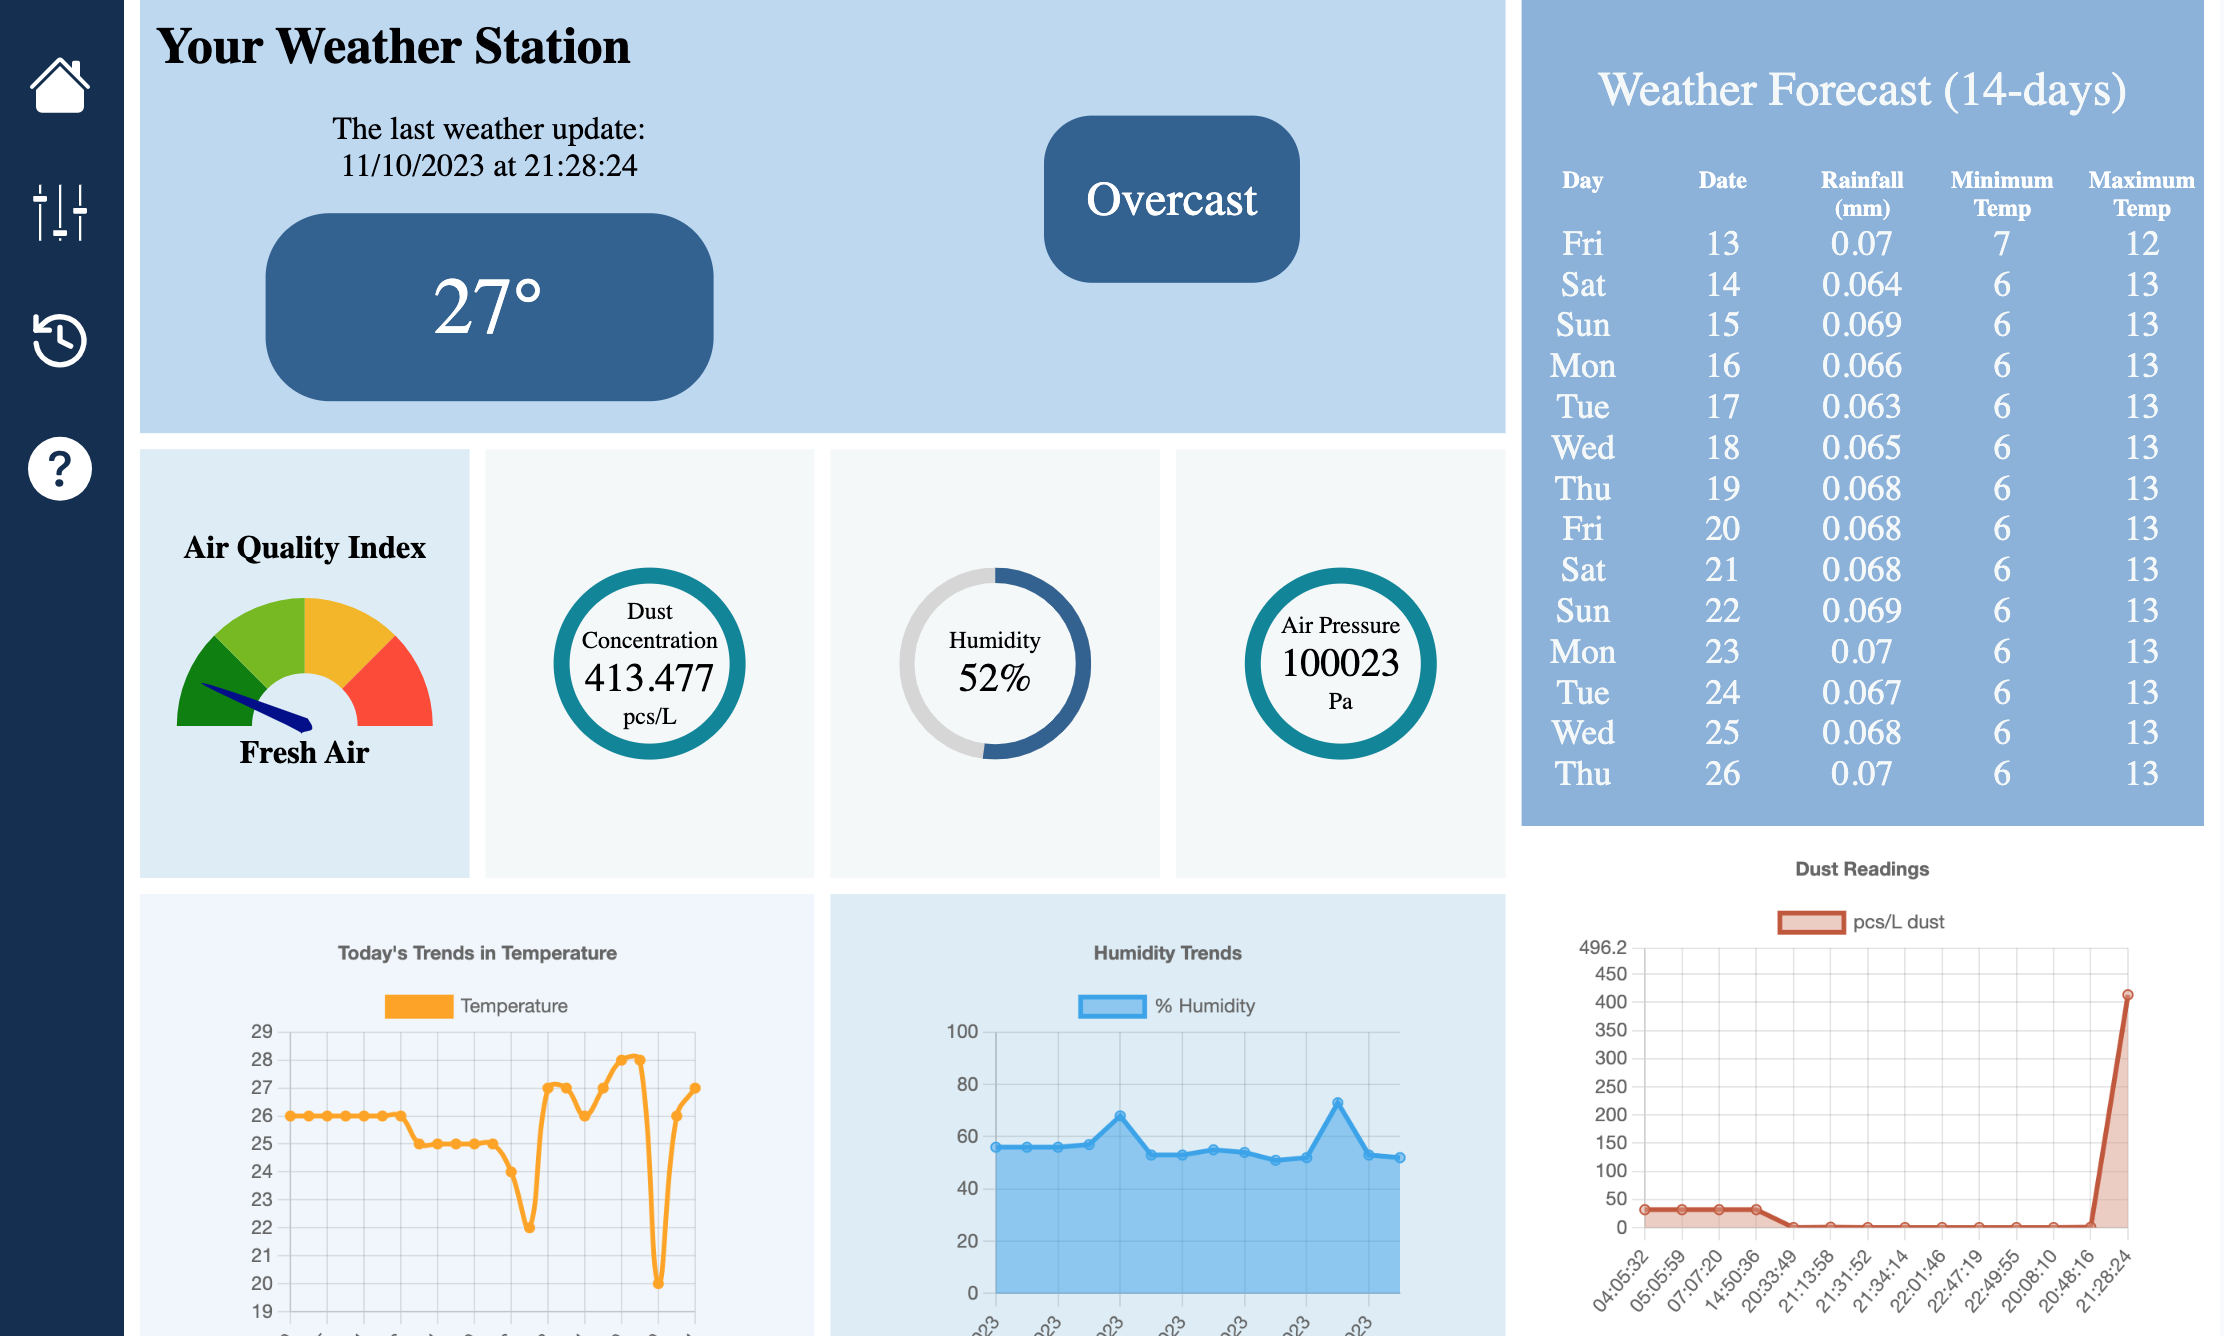 Your Weather Station
The last weather update:
11/10/2023 at 21:28:24
27°
Overcast
Weather Forecast (14-days)
Day Date Rainfall (mm) Minimum Temp Maximum Temp
Fri 13 0.07 7 12
Sat 14 0.064 6 13
Sun 15 0.069 6 13
Mon 16 0.066 6 13
Tue 17 0.063 6 13
Wed 18 0.065 6 13
Thu 19 0.068 6 13
Fri 20 0.068 6 13
Sat 21 0.068 6 13
Sun 22 0.069 6 13
Mon 23 0.07 6 13
Tue 24 0.067 6 13
Wed 25 0.068 6 13
Thu 26 0.07 6 13
?
Air Quality Index
Fresh Air
Dust
Concentration
413.477
pcs/L
Humidity
52%
Air Pressure
100023
Pa
Today's Trends in Temperature
Temperature
29
28
27
26
25
24
23
22
21
20
19
Humidity Trends
% Humidity
100
80
60
40
20
0
Dust Readings
pcs/L dust
496.2
450
400
350
300
250
200
150
100
50
0
04:05:32
05:05:59
07:07:20
14:50:36
20:33:49
21:13:58
21:31:52
21:34:14
22:01:46
22:47:19
22:49:55
20:08:10
20:48:16
21:28:24